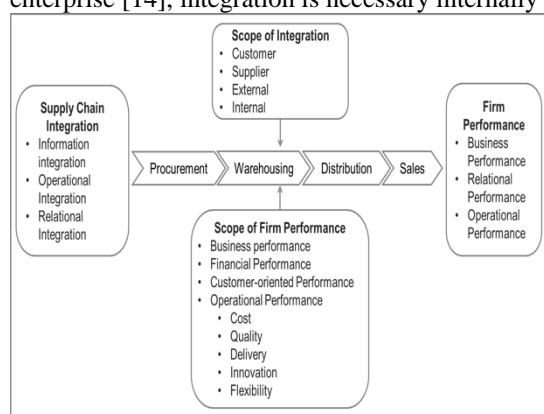 enterprise [14], integration is necessary internally
Scope of Integration
• Customer
• Supplier
• External
• Internal
Supply Chain
Integration
• Information
integration
• Operational
Integration
• Relational
Integration
Procurement
Warehousing
Distribution
Sales
Firm
Performance
• Business
Performance
• Relational
Performance
• Operational
Performance
Scope of Firm Performance
• Business performance
• Financial Performance
• Customer-oriented Performance
• Operational Performance
• Cost
• Quality
• Delivery
• Innovation
• Flexibility